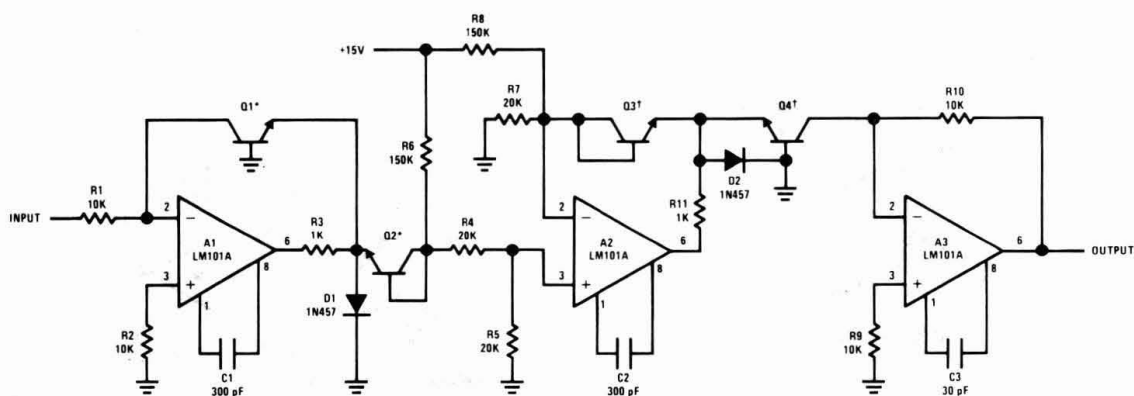 R8
150K
+15V
R7
20K
Q1*
Q3†
Q4†
R10
10K
R6
150K
D2
1N457
R1
10K
R11
1K
INPUT
2
A1
LM101A
6
8
3
1
R3
1K
Q2*
R4
20K
2
A2
LM101A
6
8
3
1
2
A3
LM101A
6
8
3
1
OUTPUT
D1
1N457
R2
10K
R5
20K
R9
10K
C1
300 pF
C2
300 pF
C3
30 pF